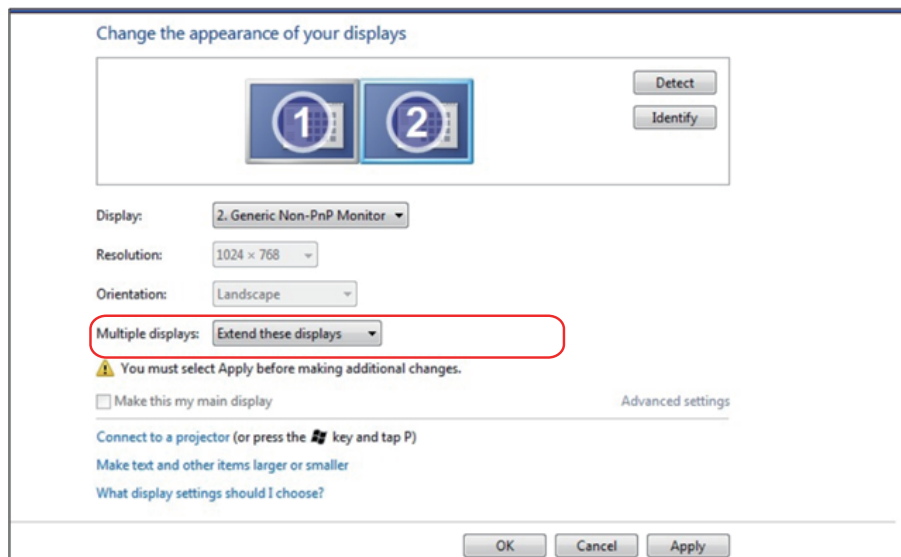 Change the appearance of your displays
1 2
Detect
Identify
Display: 2. Generic Non-PnP Monitor
Resolution: 1024 × 768
Orientation: Landscape
Multiple displays: Extend these displays
You must select Apply before making additional changes.
Make this my main display Advanced settings
Connect to a projector (or press the key and tap P)
Make text and other items larger or smaller
What display settings should I choose?
OK Cancel Apply